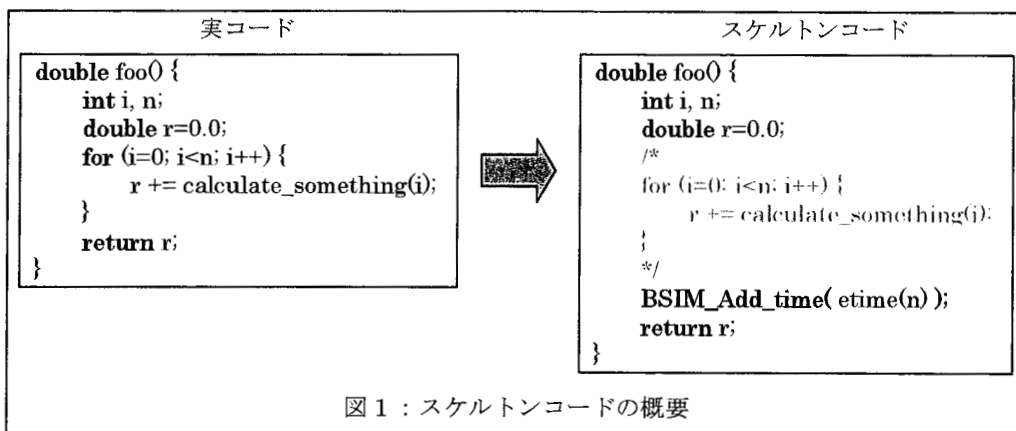 実コード
double foo() {
int i, n;
double r=0.0;
for (i=0; i<n; i++) {
r += calculate_something(i);
}
return r;
}
スケルトンコード
double foo() {
int i, n;
double r=0.0;
/*
for (i=0; i<n; i++) {
r += calculate_something(i);
}
*/
BSIM_Add_time( etime(n) );
return r;
}
図1：スケルトンコードの概要